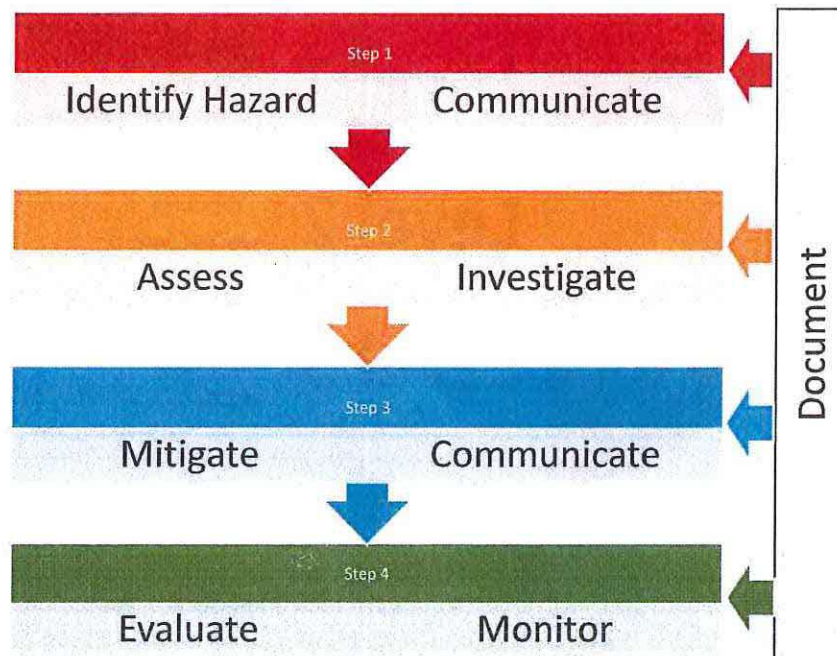 Step 1
Identify Hazard Communicate
Step 2
Assess Investigate
Step 3
Mitigate Communicate
Step 4
Evaluate Monitor
Document